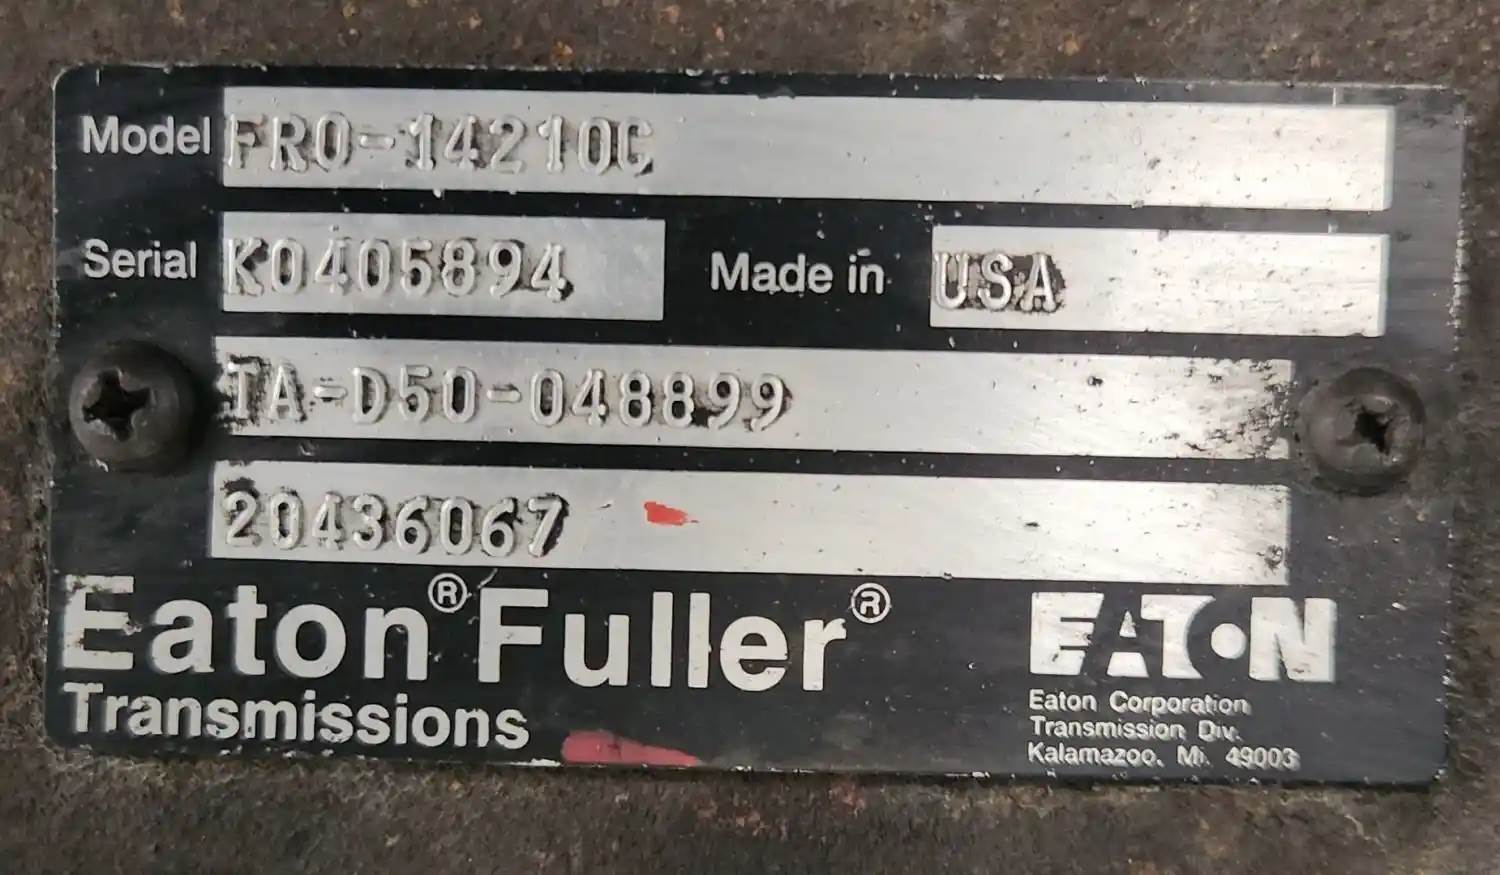 Model FRO-14210C
Serial K0405894 Made in USA
TA-D50-048899
20436067
Eaton® Fuller®
Transmissions
EATON
Eaton Corporation
Transmission Div.
Kalamazoo, Mi. 49003